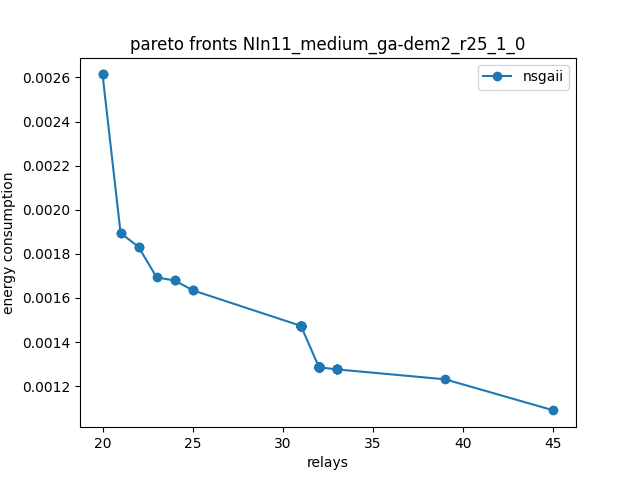 pareto fronts NIn11_medium_ga-dem2_r25_1_0
nsgaii
energy consumption
0.0026
0.0024
0.0022
0.0020
0.0018
0.0016
0.0014
0.0012
20 25 30 35 40 45
relays